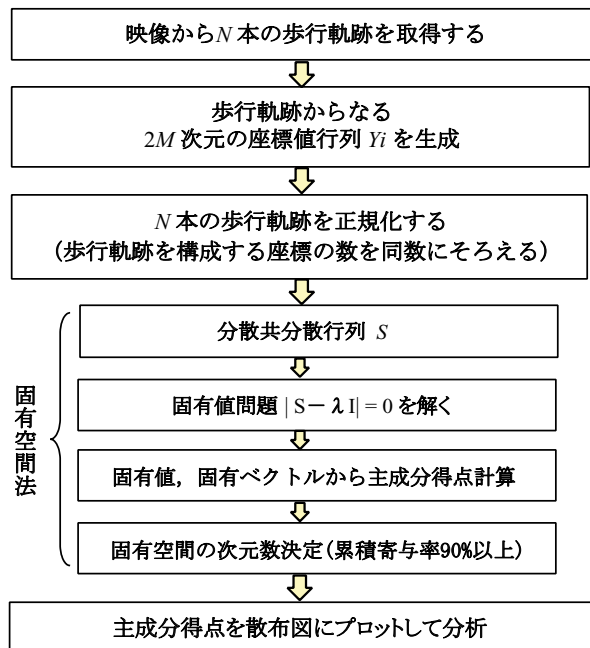 映像からN本の歩行軌跡を取得する
歩行軌跡からなる
2M 次元の座標値行列 Yi を生成
N 本の歩行軌跡を正規化する
(歩行軌跡を構成する座標の数を同数にそろえる)
固有空間法
分散共分散行列 S
固有値問題 | S－λ I| = 0 を解く
固有値，固有ベクトルから主成分得点計算
固有空間の次元数決定(累積寄与率90%以上)
主成分得点を散布図にプロットして分析